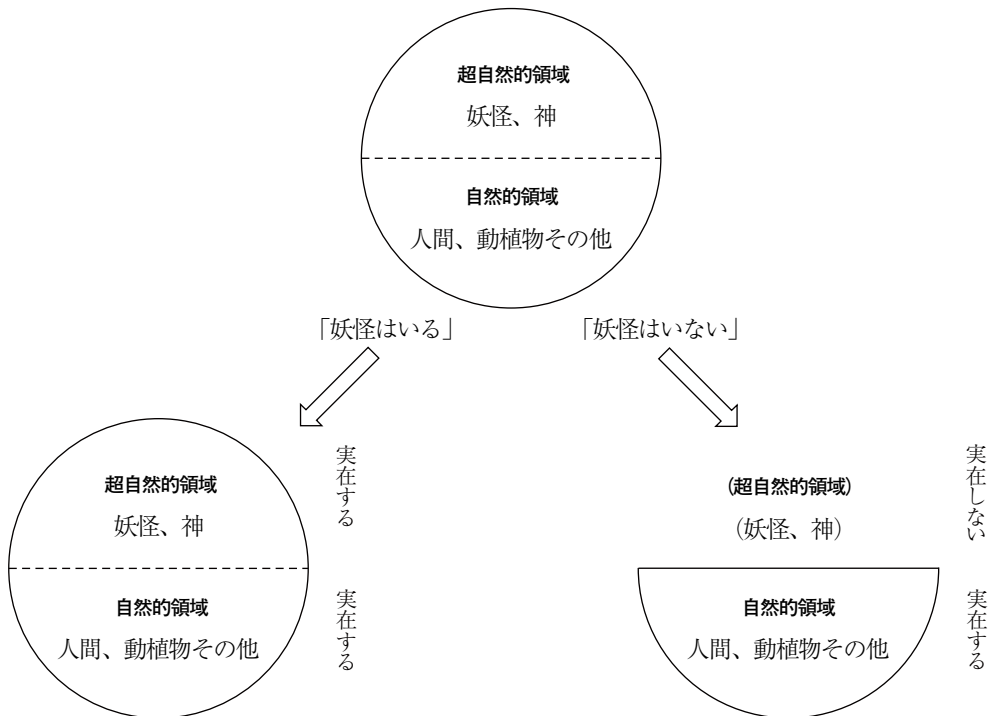 超自然的領域
妖怪、神
自然的領域
人間、動植物その他
「妖怪はいる」
「妖怪はいない」
超自然的領域
妖怪、神
実在する
自然的領域
人間、動植物その他
実在する
(超自然的領域)
(妖怪、神)
実在しない
自然的領域
人間、動植物その他
実在する